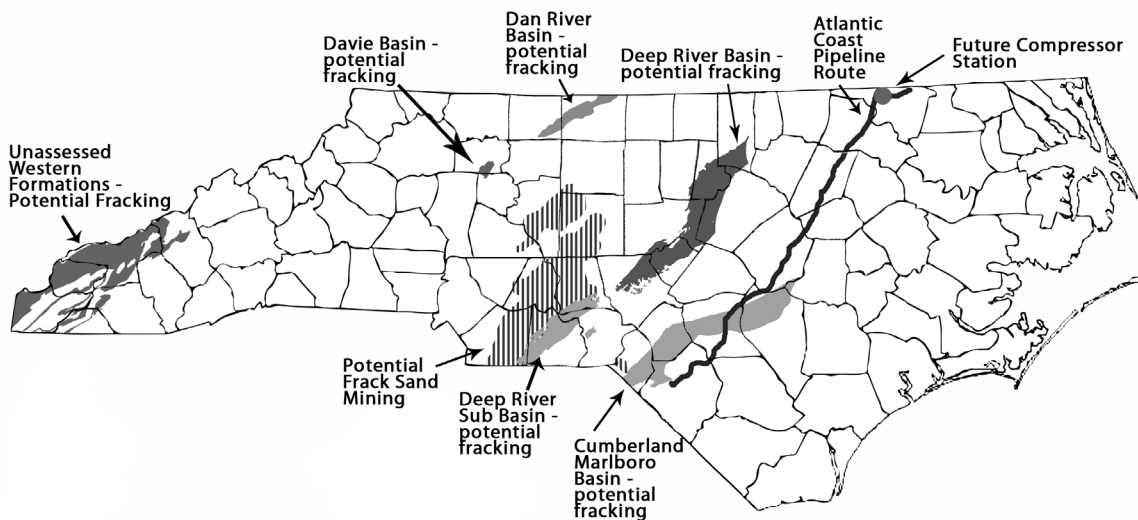 Davie Basin -
potential
fracking
Dan River
Basin -
potential
fracking
Deep River Basin -
potential fracking
Atlantic
Coast
Pipeline
Route
Future Compressor
Station
Unassessed
Western
Formations -
Potential Fracking
Potential
Frack Sand
Mining
Deep River
Sub Basin -
potential
fracking
Cumberland
Marlboro
Basin -
potential
fracking